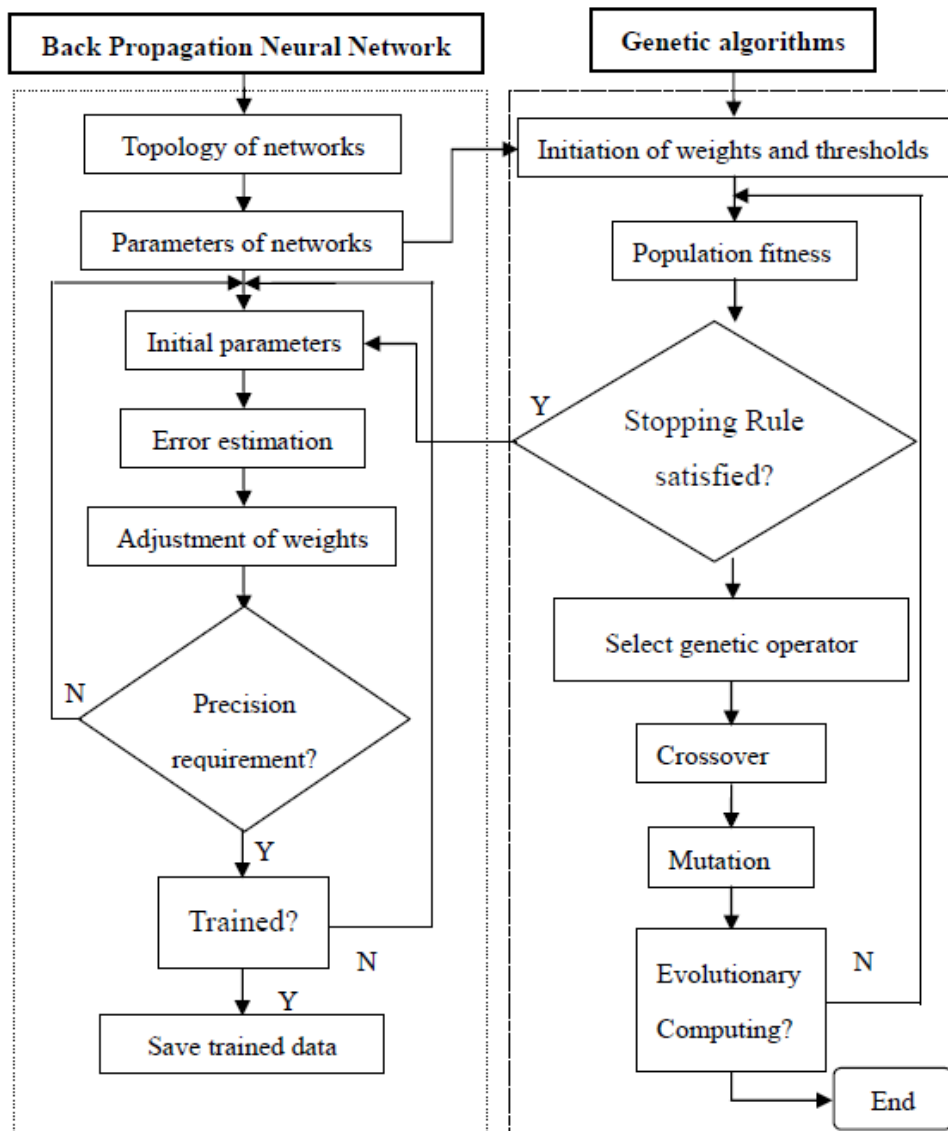 Back Propagation Neural Network
Topology of networks
Parameters of networks
Initial parameters
Error estimation
Adjustment of weights
N
Precision
requirement?
Y
Trained?
N
Y
Save trained data
Genetic algorithms
Initiation of weights and thresholds
Population fitness
Y
Stopping Rule
satisfied?
Select genetic operator
Crossover
Mutation
Evolutionary
Computing?
N
End